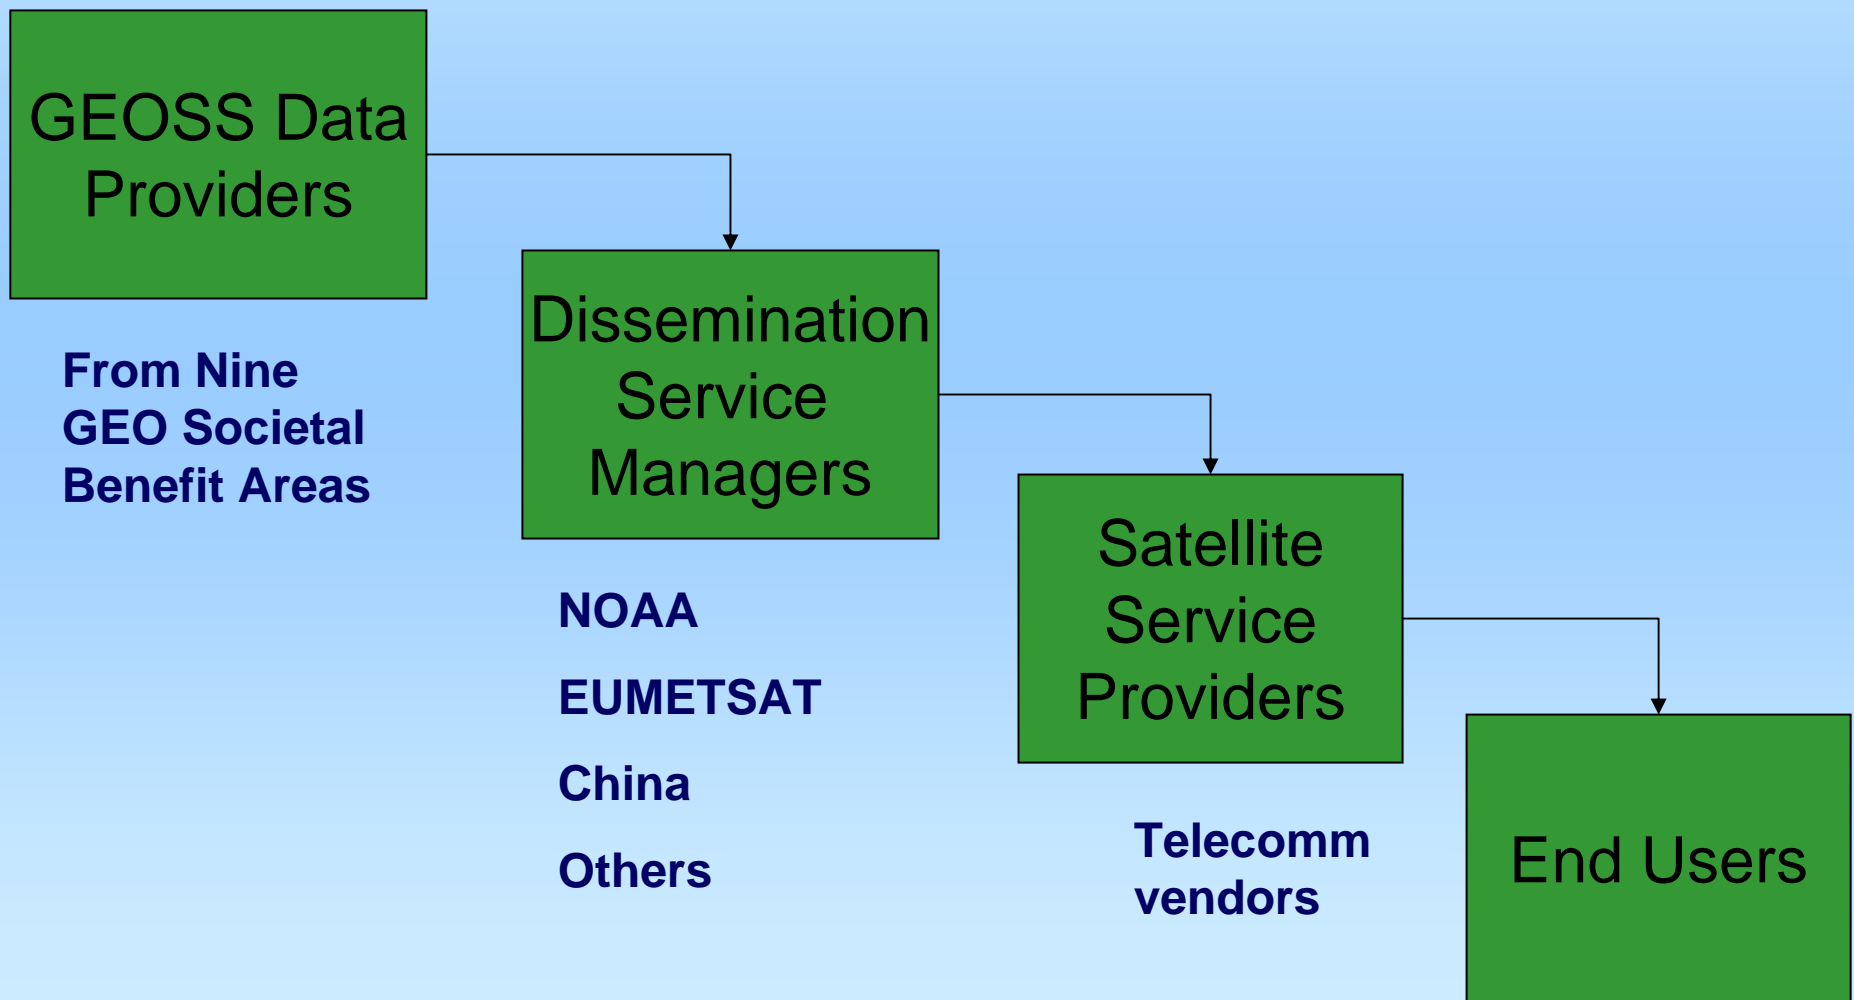 GEOSS Data
Providers
From Nine
GEO Societal
Benefit Areas
Dissemination
Service
Managers
NOAA
EUMETSAT
China
Others
Satellite
Service
Providers
Telecomm
vendors
End Users